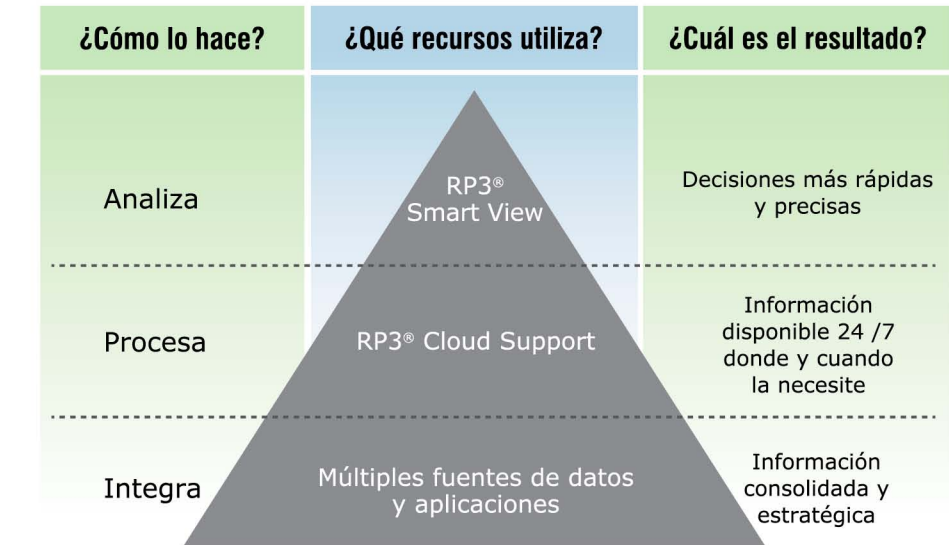 ¿Cómo lo hace?
¿Qué recursos utiliza?
¿Cuál es el resultado?
Analiza
RP3®
Smart View
Decisiones más rápidas
y precisas
Procesa
RP3® Cloud Support
Información
disponible 24 /7
donde y cuando
la necesite
Integra
Múltiples fuentes de datos
y aplicaciones
Información
consolidada y
estratégica